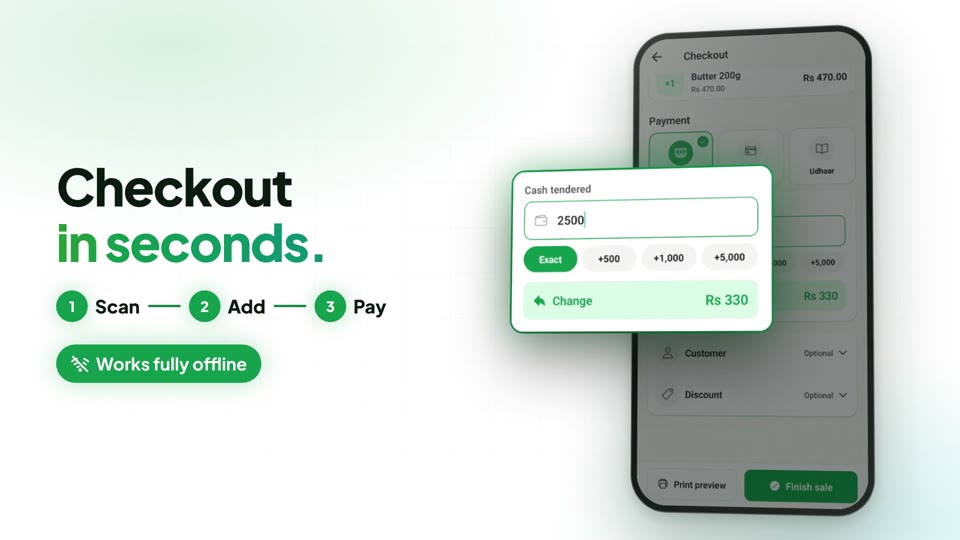 Checkout
in seconds.
1 Scan 2 Add 3 Pay
Works fully offline
Checkout
×1 Butter 200g Rs 470.00
Rs 470.00
Payment
Udhaar
Cash tendered
2500
Exact +500 +1,000 +5,000
Change Rs 330
000 +5,000
Rs 330
Customer Optional
Discount Optional
Print preview Finish sale